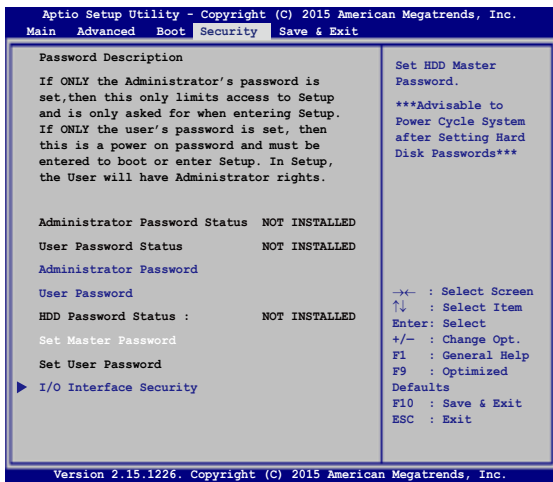 Aptio Setup Utility - Copyright (C) 2015 American Megatrends, Inc.
Main Advanced Boot Security Save & Exit
Password Description
If ONLY the Administrator's password is
set,then this only limits access to Setup
and is only asked for when entering Setup.
If ONLY the user's password is set, then
this is a power on password and must be
entered to boot or enter Setup. In Setup,
the User will have Administrator rights.
Administrator Password Status NOT INSTALLED
User Password Status NOT INSTALLED
Administrator Password
User Password
HDD Password Status : NOT INSTALLED
Set Master Password
Set User Password
I/O Interface Security
Set HDD Master
Password.
***Advisable to
Power Cycle System
after Setting Hard
Disk Passwords***
→← : Select Screen
↑↓ : Select Item
Enter: Select
+/— : Change Opt.
F1 : General Help
F9 : Optimized
Defaults
F10 : Save & Exit
ESC : Exit
Version 2.15.1226. Copyright (C) 2015 American Megatrends, Inc.